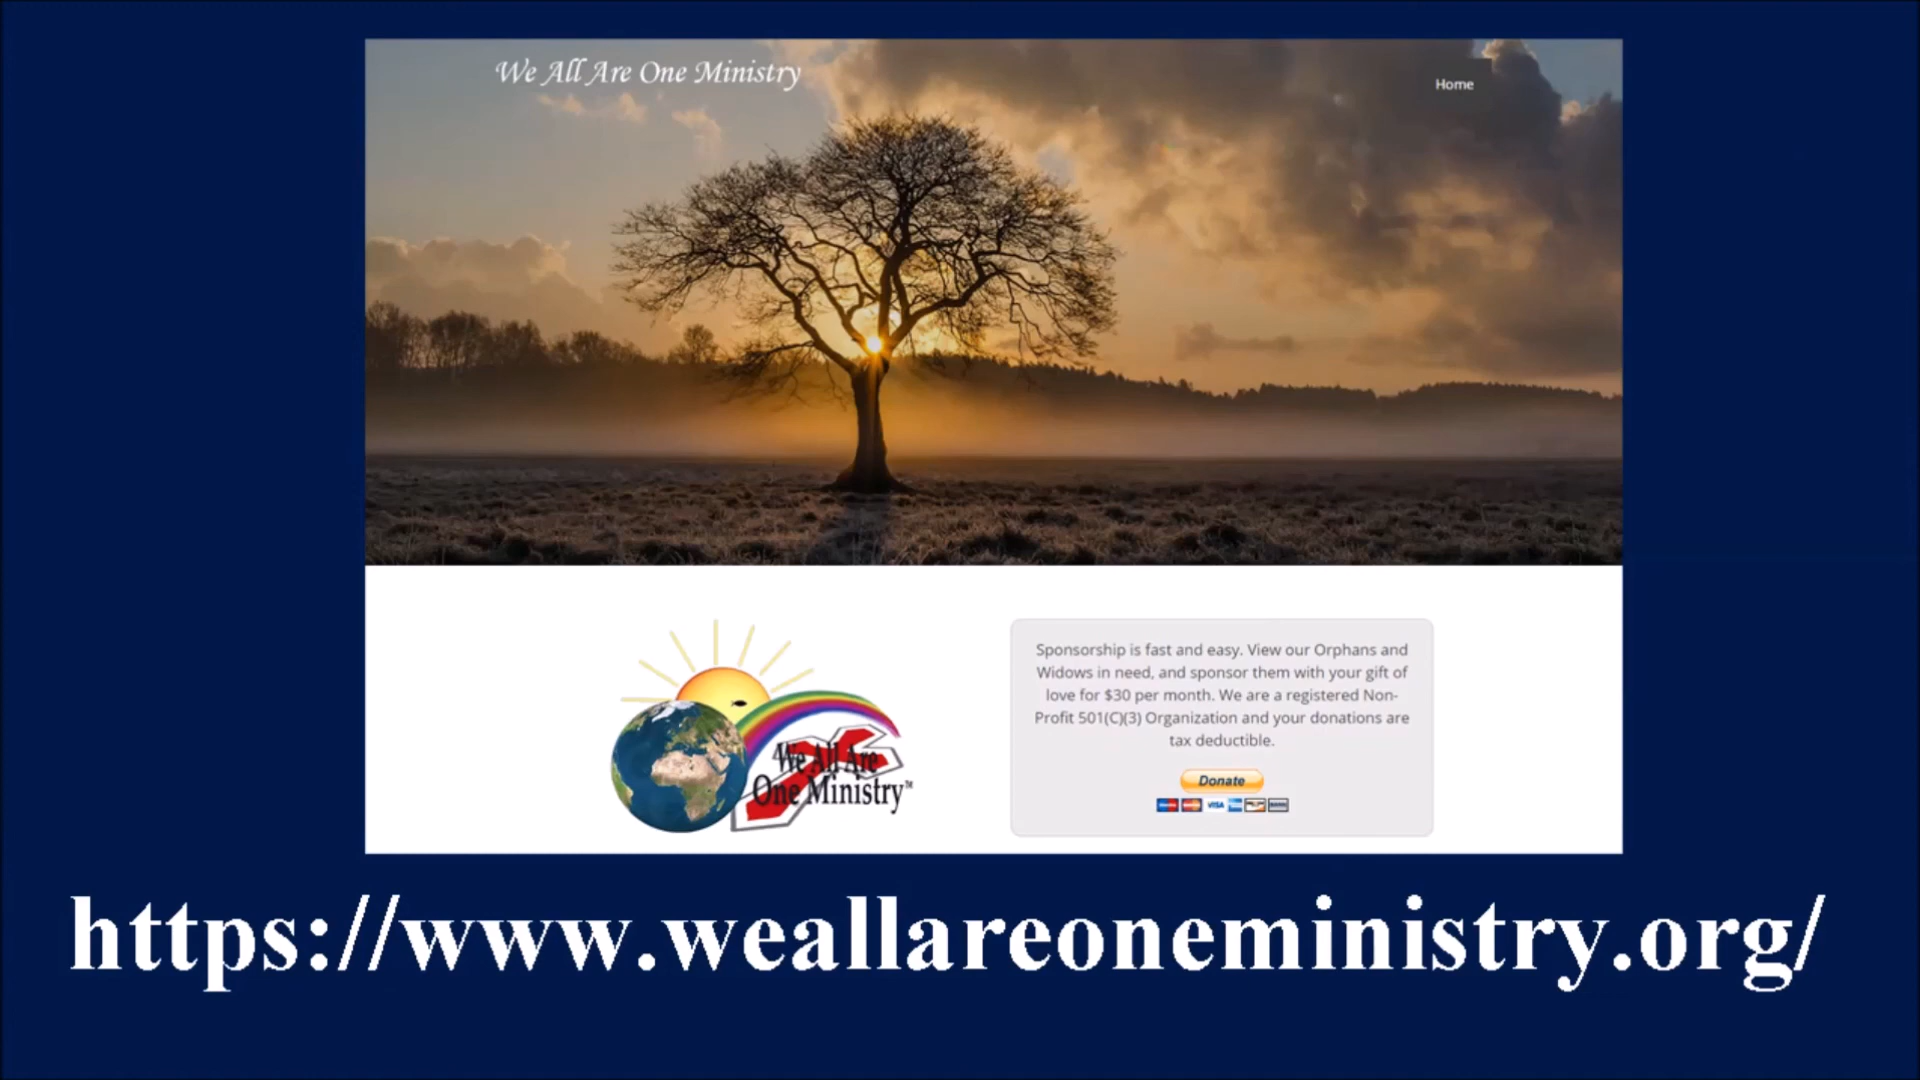 We All Are One Ministry
Home
Sponsorship is fast and easy. View our Orphans and
Widows in need, and sponsor them with your gift of
love for $30 per month. We are a registered Non-
Profit 501(C)(3) Organization and your donations are
tax deductible.
We All Are
One Ministry™
Donate
VISA
https://www.weallareoneministry.org/